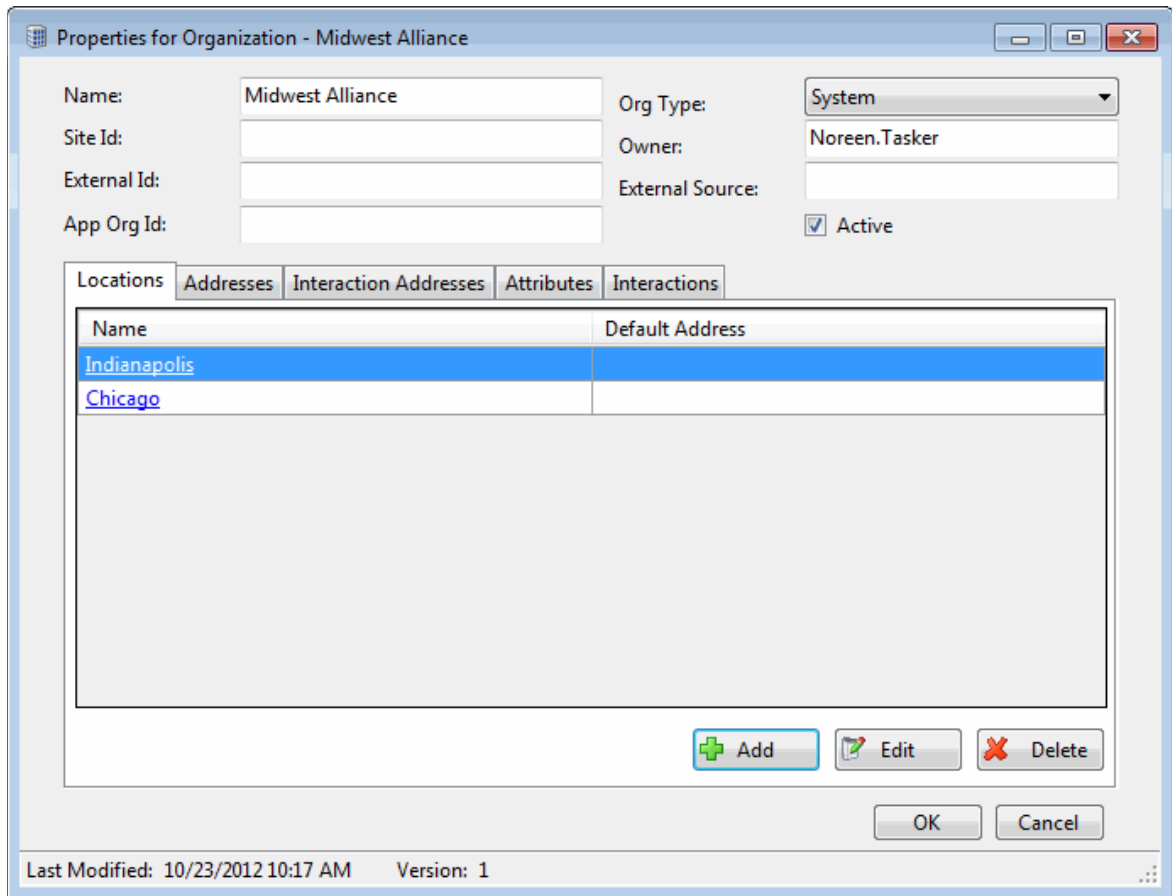 Properties for Organization - Midwest Alliance
Name: Midwest Alliance Org Type: System
Site Id: Owner: Noreen.Tasker
External Id: External Source:
App Org Id: Active
Locations Addresses Interaction Addresses Attributes Interactions
Name Default Address
Indianapolis
Chicago
Add Edit Delete
OK Cancel
Last Modified: 10/23/2012 10:17 AM Version: 1